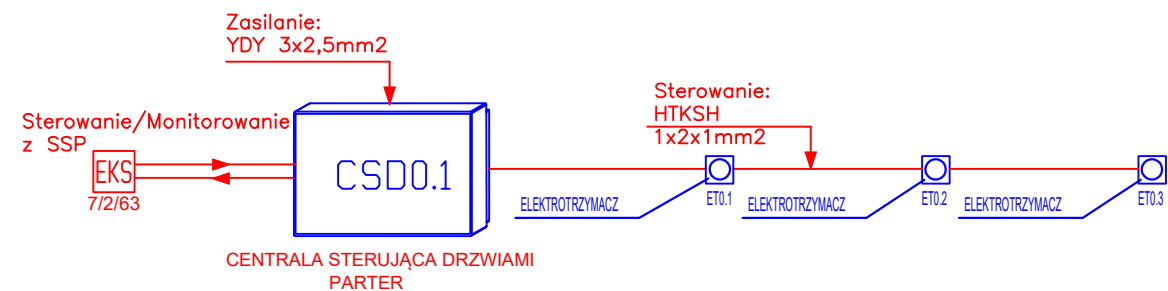 Zasilanie:
YDY 3x2,5mm2
Sterowanie/Monitorowanie
z SSP
EKS
7/2/63
CSD0.1
CENTRALA STERUJĄCA DRZWIAMI
PARTER
Sterowanie:
HTKSH
1x2x1mm2
ELEKTROTRZYMACZ
ET0.1
ELEKTROTRZYMACZ
ET0.2
ELEKTROTRZYMACZ
ET0.3